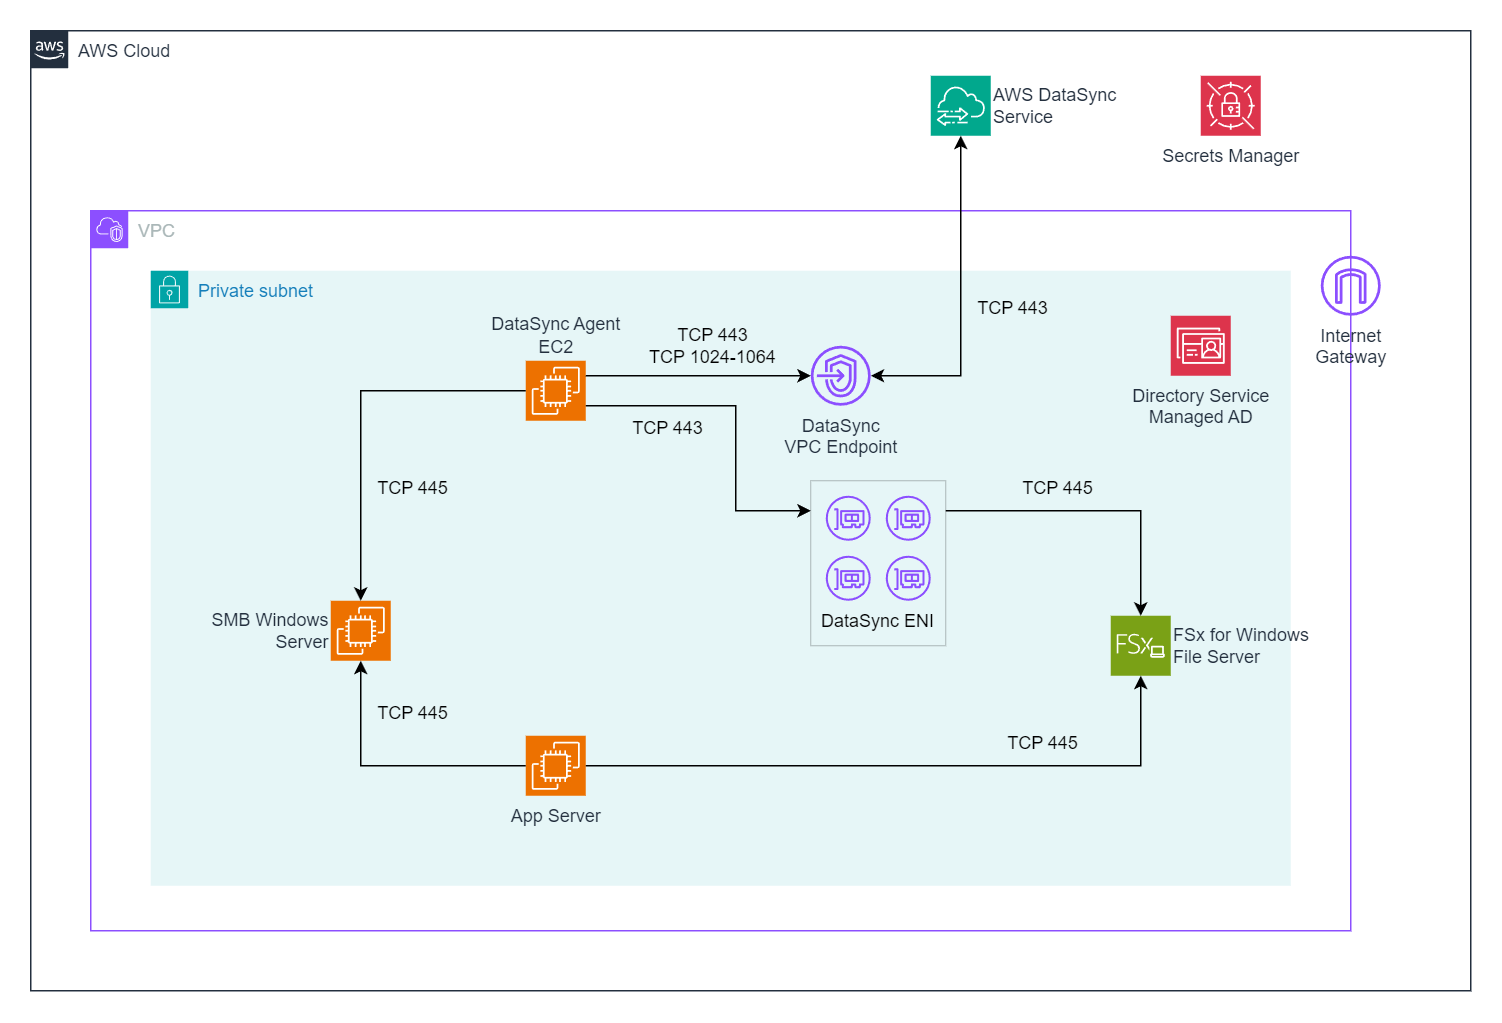 aws
AWS Cloud
AWS DataSync
Service
Secrets Manager
VPC
Private subnet
DataSync Agent
EC2
TCP 443
TCP 1024-1064
TCP 443
Internet
Gateway
TCP 443
DataSync
VPC Endpoint
Directory Service
Managed AD
TCP 445
TCP 445
DataSync ENI
SMB Windows
Server
FSx
FSx for Windows
File Server
TCP 445
TCP 445
App Server